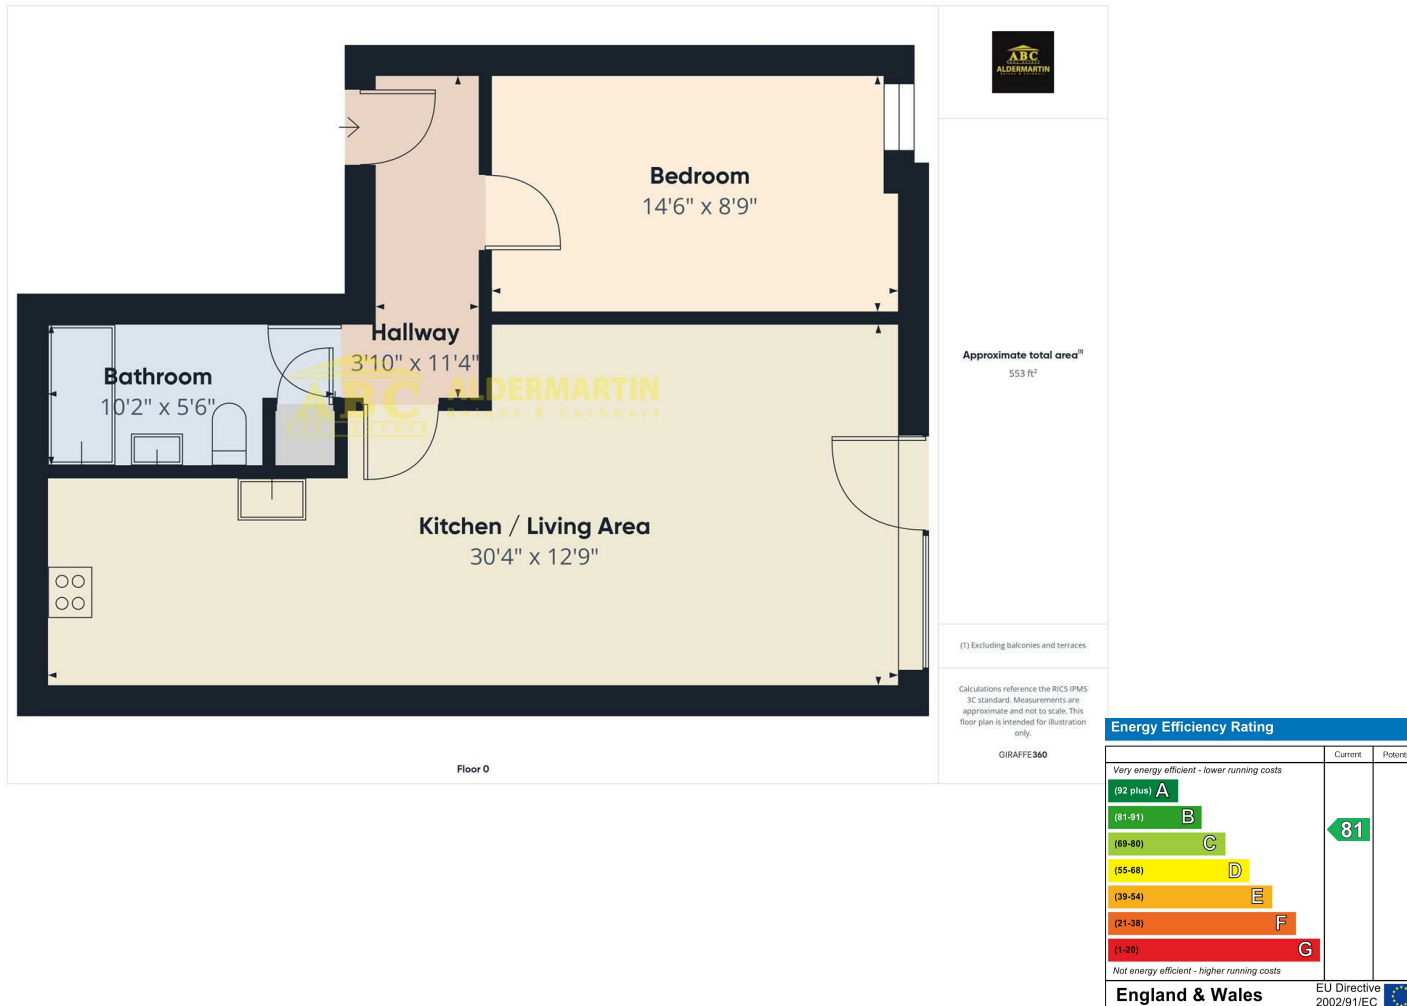 ABC
ALDERMARTIN
Bedroom
14'6" x 8'9"
Hallway
3'10" x 11'4"
Bathroom
10'2" x 5'6"
ABC ALDERMARTIN
Baines & Cuthbert
REAL ESTATE
Kitchen / Living Area
30'4" x 12'9"
Floor 0
Approximate total area(1)
553 ft²
(1) Excluding balconies and terraces
Calculations reference the RICS IPMS
3C standard. Measurements are
approximate and not to scale. This
floor plan is intended for illustration
only.
GIRAFFE360
Energy Efficiency Rating
Current Potent
Very energy efficient - lower running costs
(92 plus) A
(81-91) B
81
(69-80) C
(55-68) D
(39-54) E
(21-38) F
(1-20) G
Not energy efficient - higher running costs
England & Wales
EU Directive
2002/91/EC